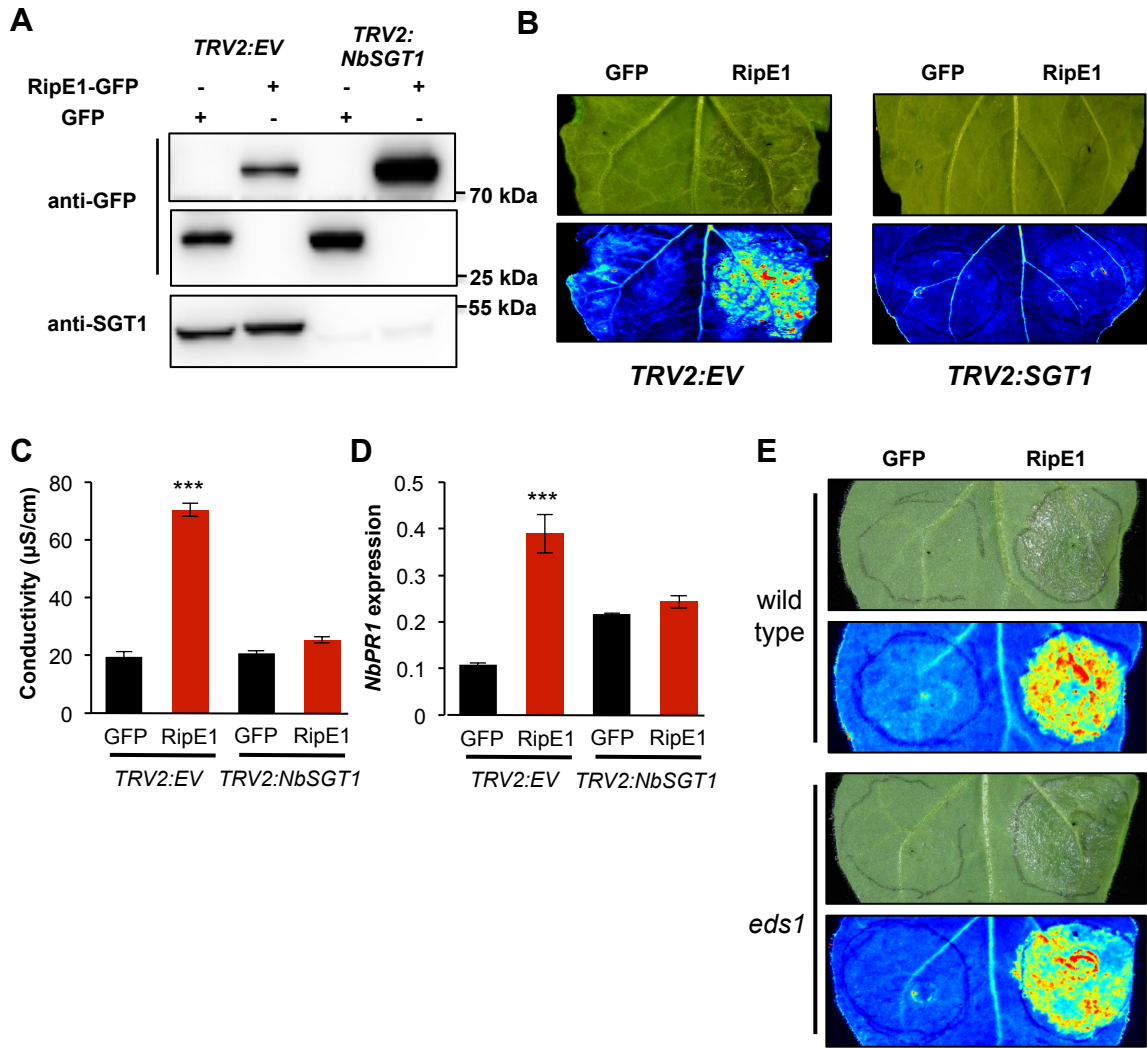 A
TRV2:EV
TRV2:
NbSGT1
RipE1-GFP - + - +
GFP + - + -
anti-GFP
70 kDa
25 kDa
anti-SGT1
55 kDa
B
GFP RipE1 GFP RipE1
TRV2:EV TRV2:SGT1
C
Conductivity (µS/cm)
80
60
40
20
0
***
GFP RipE1 GFP RipE1
TRV2:EV TRV2:NbSGT1
D
NbPR1 expression
0.5
0.4
0.3
0.2
0.1
0
***
GFP RipE1 GFP RipE1
TRV2:EV TRV2:NbSGT1
E
GFP RipE1
wild
type
eds1